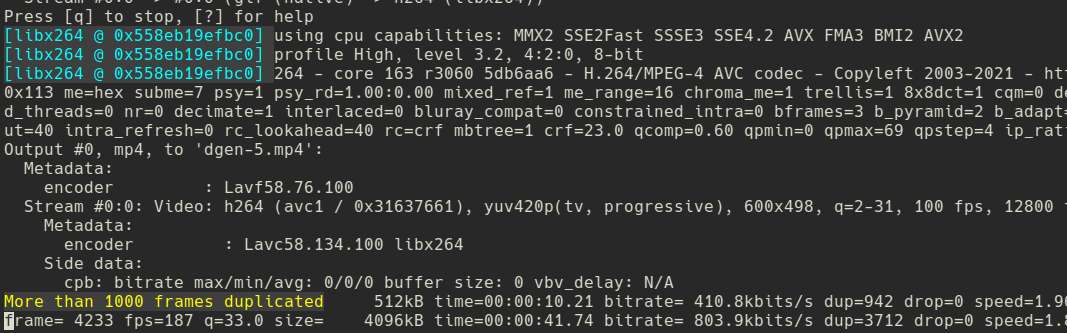 Stream #0:0 -> #0:0 (gif (native) -> h264 (libx264))
Press [q] to stop, [?] for help
[libx264 @ 0x558eb19efbc0] using cpu capabilities: MMX2 SSE2Fast SSSE3 SSE4.2 AVX FMA3 BMI2 AVX2
[libx264 @ 0x558eb19efbc0] profile High, level 3.2, 4:2:0, 8-bit
[libx264 @ 0x558eb19efbc0] 264 - core 163 r3060 5db6aa6 - H.264/MPEG-4 AVC codec - Copyleft 2003-2021 - htt
0x113 me=hex subme=7 psy=1 psy_rd=1.00:0.00 mixed_ref=1 me_range=16 chroma_me=1 trellis=1 8x8dct=1 cqm=0 de
d_threads=0 nr=0 decimate=1 interlaced=0 bluray_compat=0 constrained_intra=0 bframes=3 b_pyramid=2 b_adapt=
ut=40 intra_refresh=0 rc_lookahead=40 rc=crf mbtree=1 crf=23.0 qcomp=0.60 qpmin=0 qpmax=69 qpstep=4 ip_rat
Output #0, mp4, to 'dgen-5.mp4':
Metadata:
encoder : Lavf58.76.100
Stream #0:0: Video: h264 (avc1 / 0x31637661), yuv420p(tv, progressive), 600x498, q=2-31, 100 fps, 12800 t
Metadata:
encoder : Lavc58.134.100 libx264
Side data:
cpb: bitrate max/min/avg: 0/0/0 buffer size: 0 vbv_delay: N/A
More than 1000 frames duplicated 512kB time=00:00:10.21 bitrate= 410.8kbits/s dup=942 drop=0 speed=1.9
frame= 4233 fps=187 q=33.0 size= 4096kB time=00:00:41.74 bitrate= 803.9kbits/s dup=3712 drop=0 speed=1.8